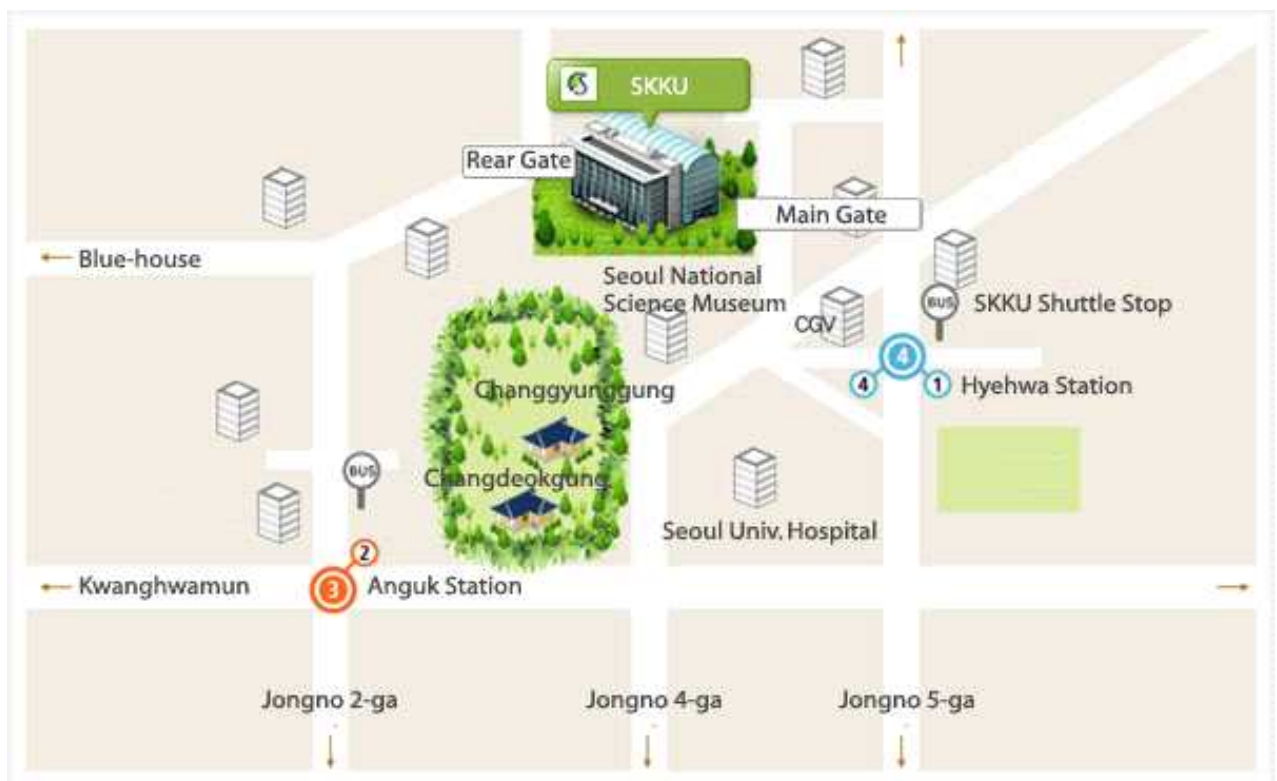 SKKU
Rear Gate
Main Gate
Blue-house
Seoul National
Science Museum
BUS
SKKU Shuttle Stop
CGV
4
4
1
Hyehwa Station
Changgyunggung
BUS
Changdeokgung
Seoul Univ. Hospital
2
Kwanghwamun
3
Anguk Station
Jongno 2-ga
Jongno 4-ga
Jongno 5-ga